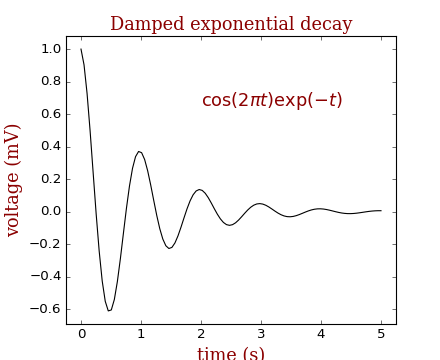 Damped exponential decay
cos(2πt)exp(−t)
voltage (mV)
1.0
0.8
0.6
0.4
0.2
0.0
−0.2
−0.4
−0.6
0 1 2 3 4 5
time (s)